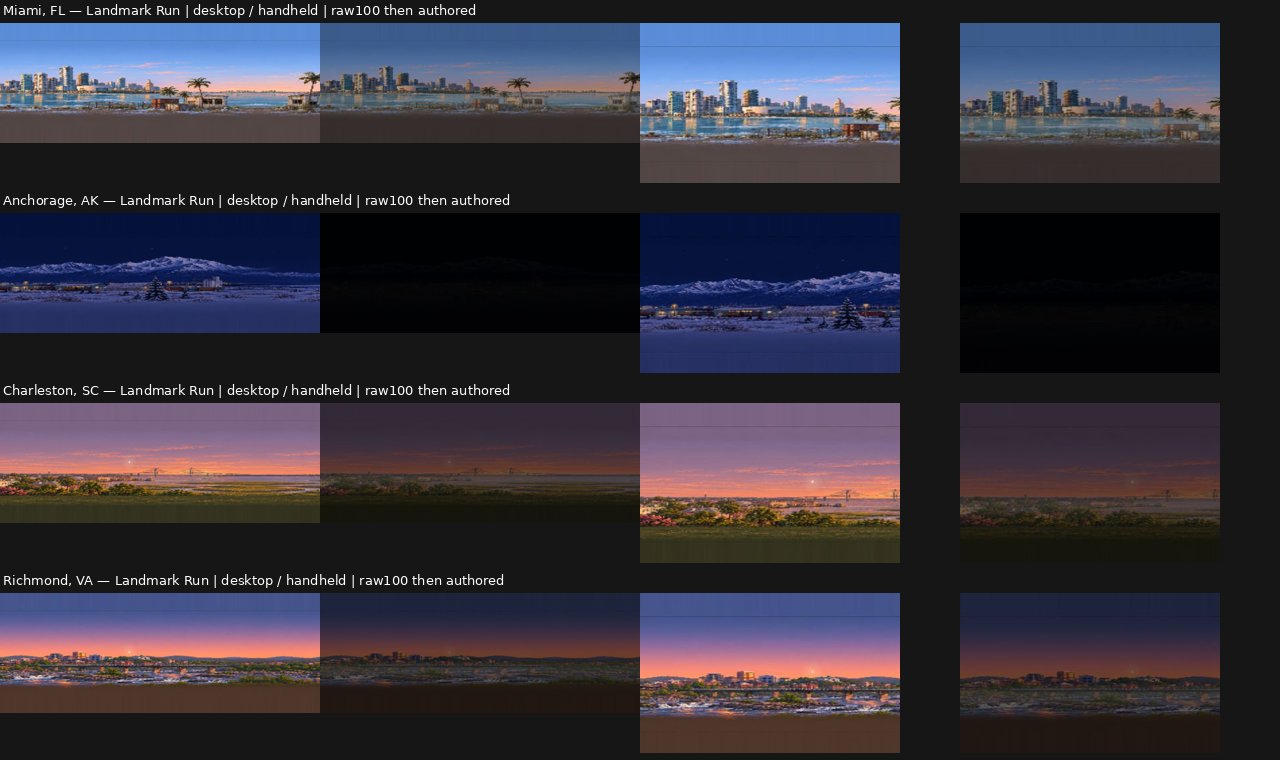 Miami, FL — Landmark Run | desktop / handheld | raw100 then authored
Anchorage, AK — Landmark Run | desktop / handheld | raw100 then authored
Charleston, SC — Landmark Run | desktop / handheld | raw100 then authored
Richmond, VA — Landmark Run | desktop / handheld | raw100 then authored